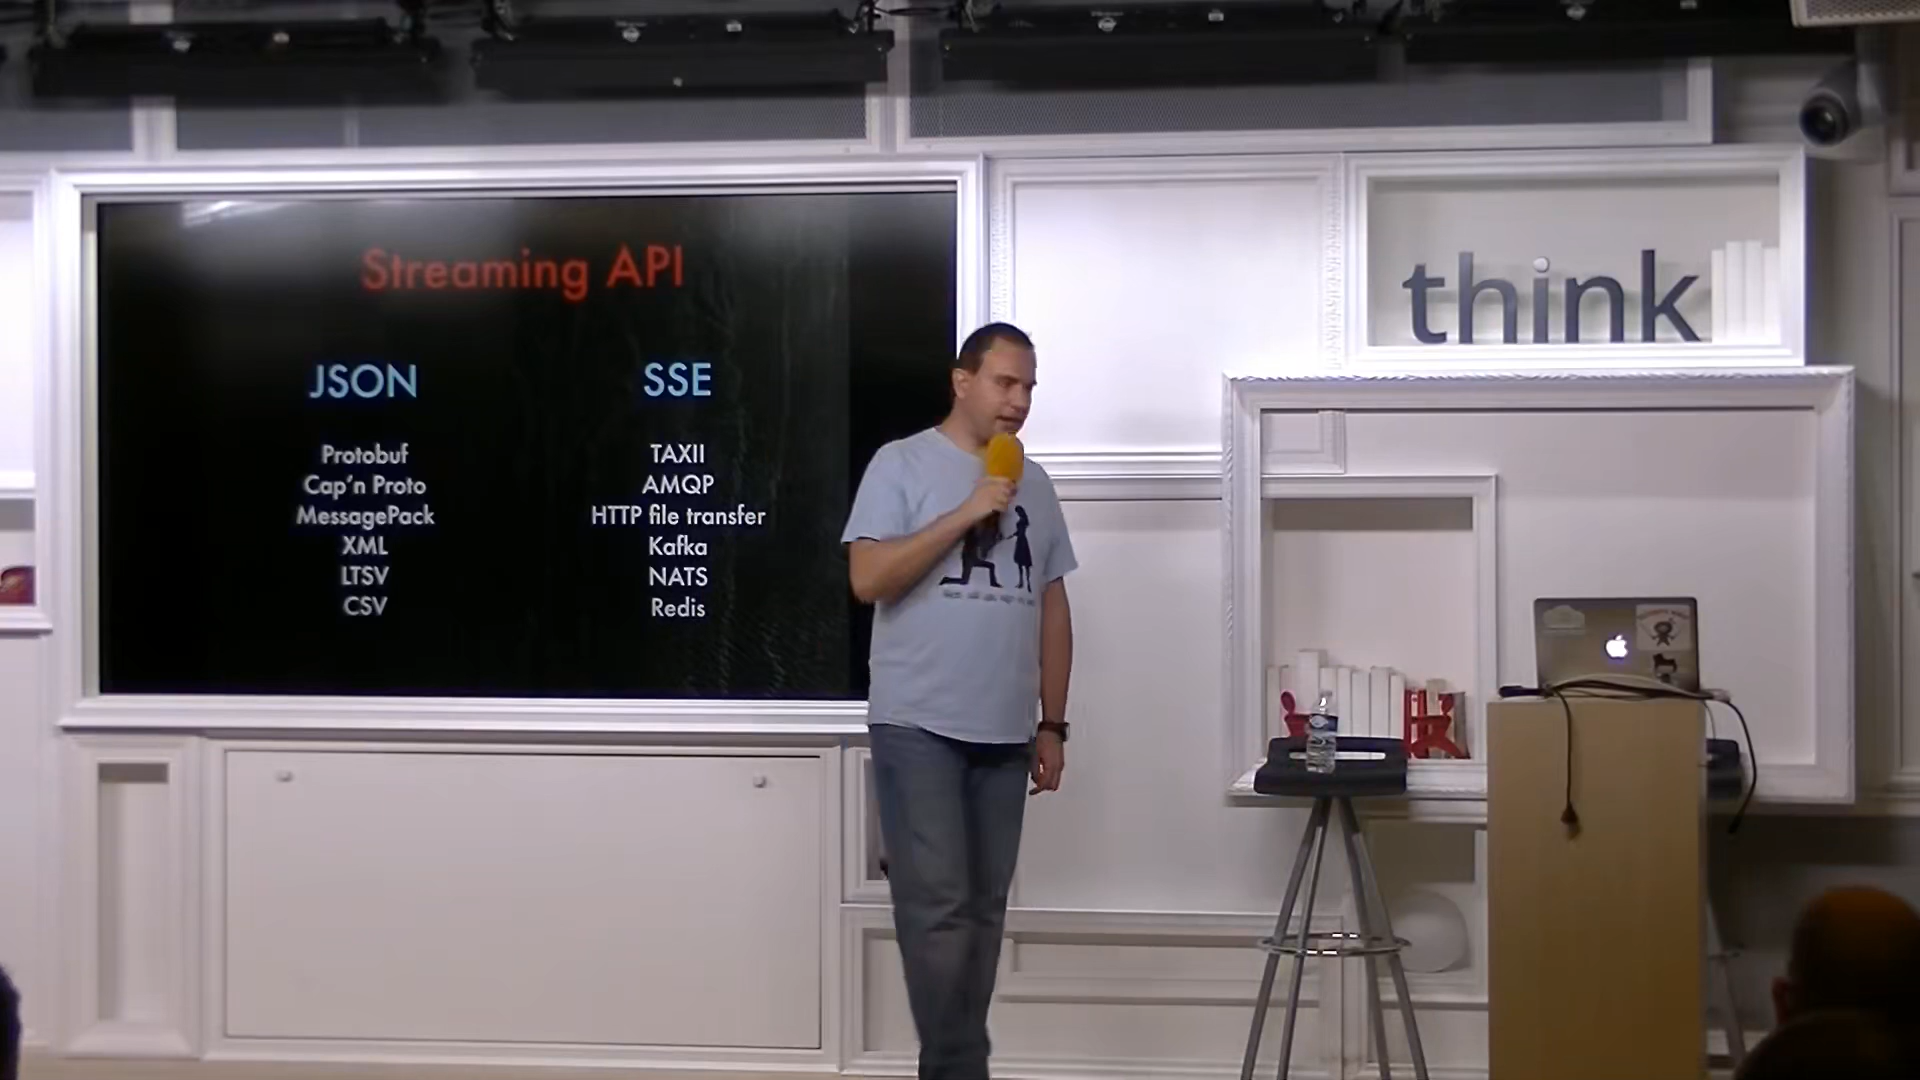 Streaming API
JSON
Protobuf
Cap'n Proto
MessagePack
XML
LTSV
CSV
SSE
TAXII
AMQP
HTTP file transfer
Kafka
NATS
Redis
think